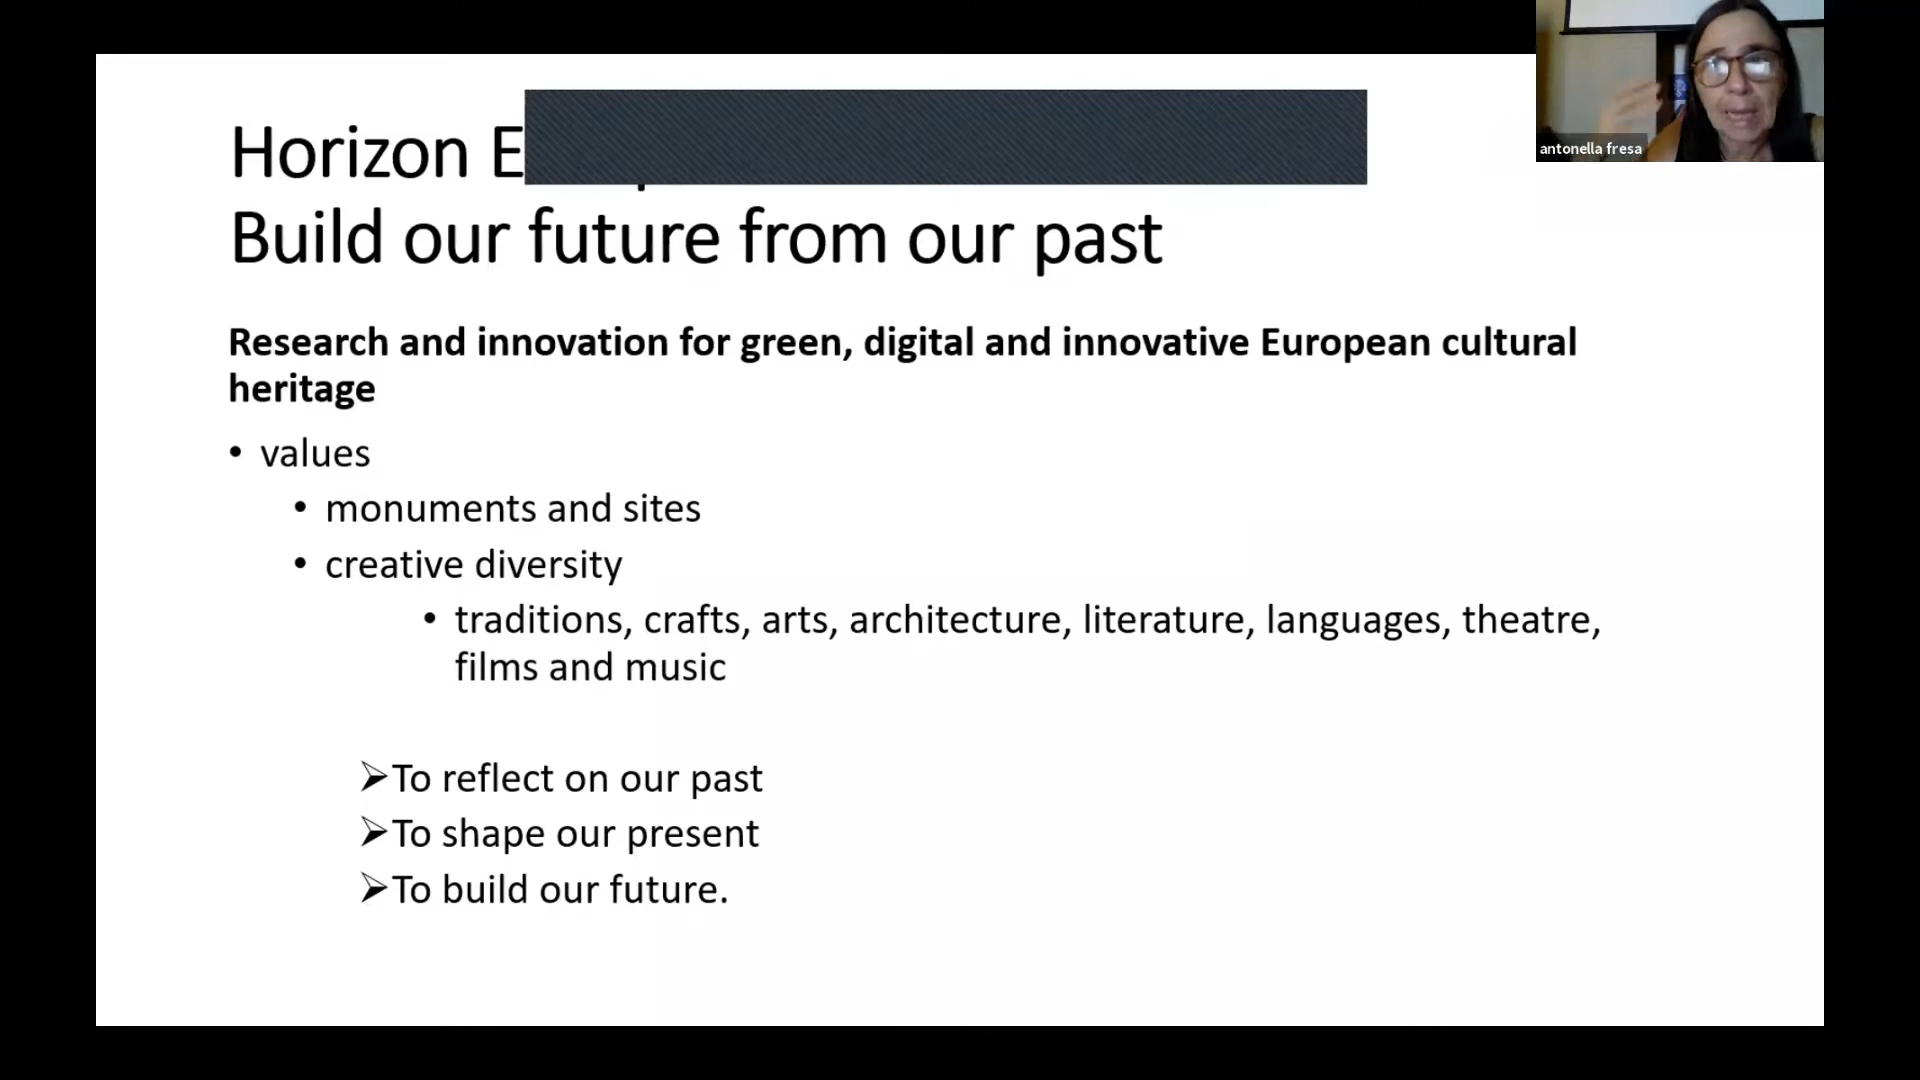 Horizon E
Build our future from our past
Research and innovation for green, digital and innovative European cultural
heritage
• values
• monuments and sites
• creative diversity
• traditions, crafts, arts, architecture, literature, languages, theatre,
films and music
➢To reflect on our past
➢To shape our present
➢To build our future.
antonella fresa